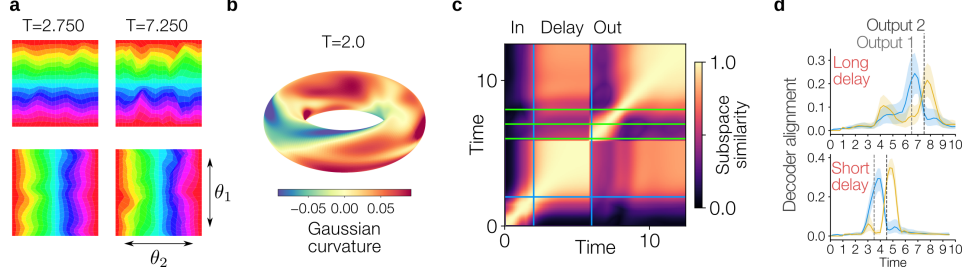 a
T=2.750
T=7.250
θ₁
θ₂
b
T=2.0
−0.05 0.00 0.05
Gaussian
curvature
c
In Delay Out
10
0
0
10
Time
Time
1.0
0.0
Subspace
similarity
d
Output 2
Output 1
Long
delay
0.3
0.2
0.1
0.0
0 1 2 3 4 5 6 7 8 9 10
Decoder alignment
Short
delay
0.4
0.2
0.0
0 1 2 3 4 5 6 7 8 9 10
Time